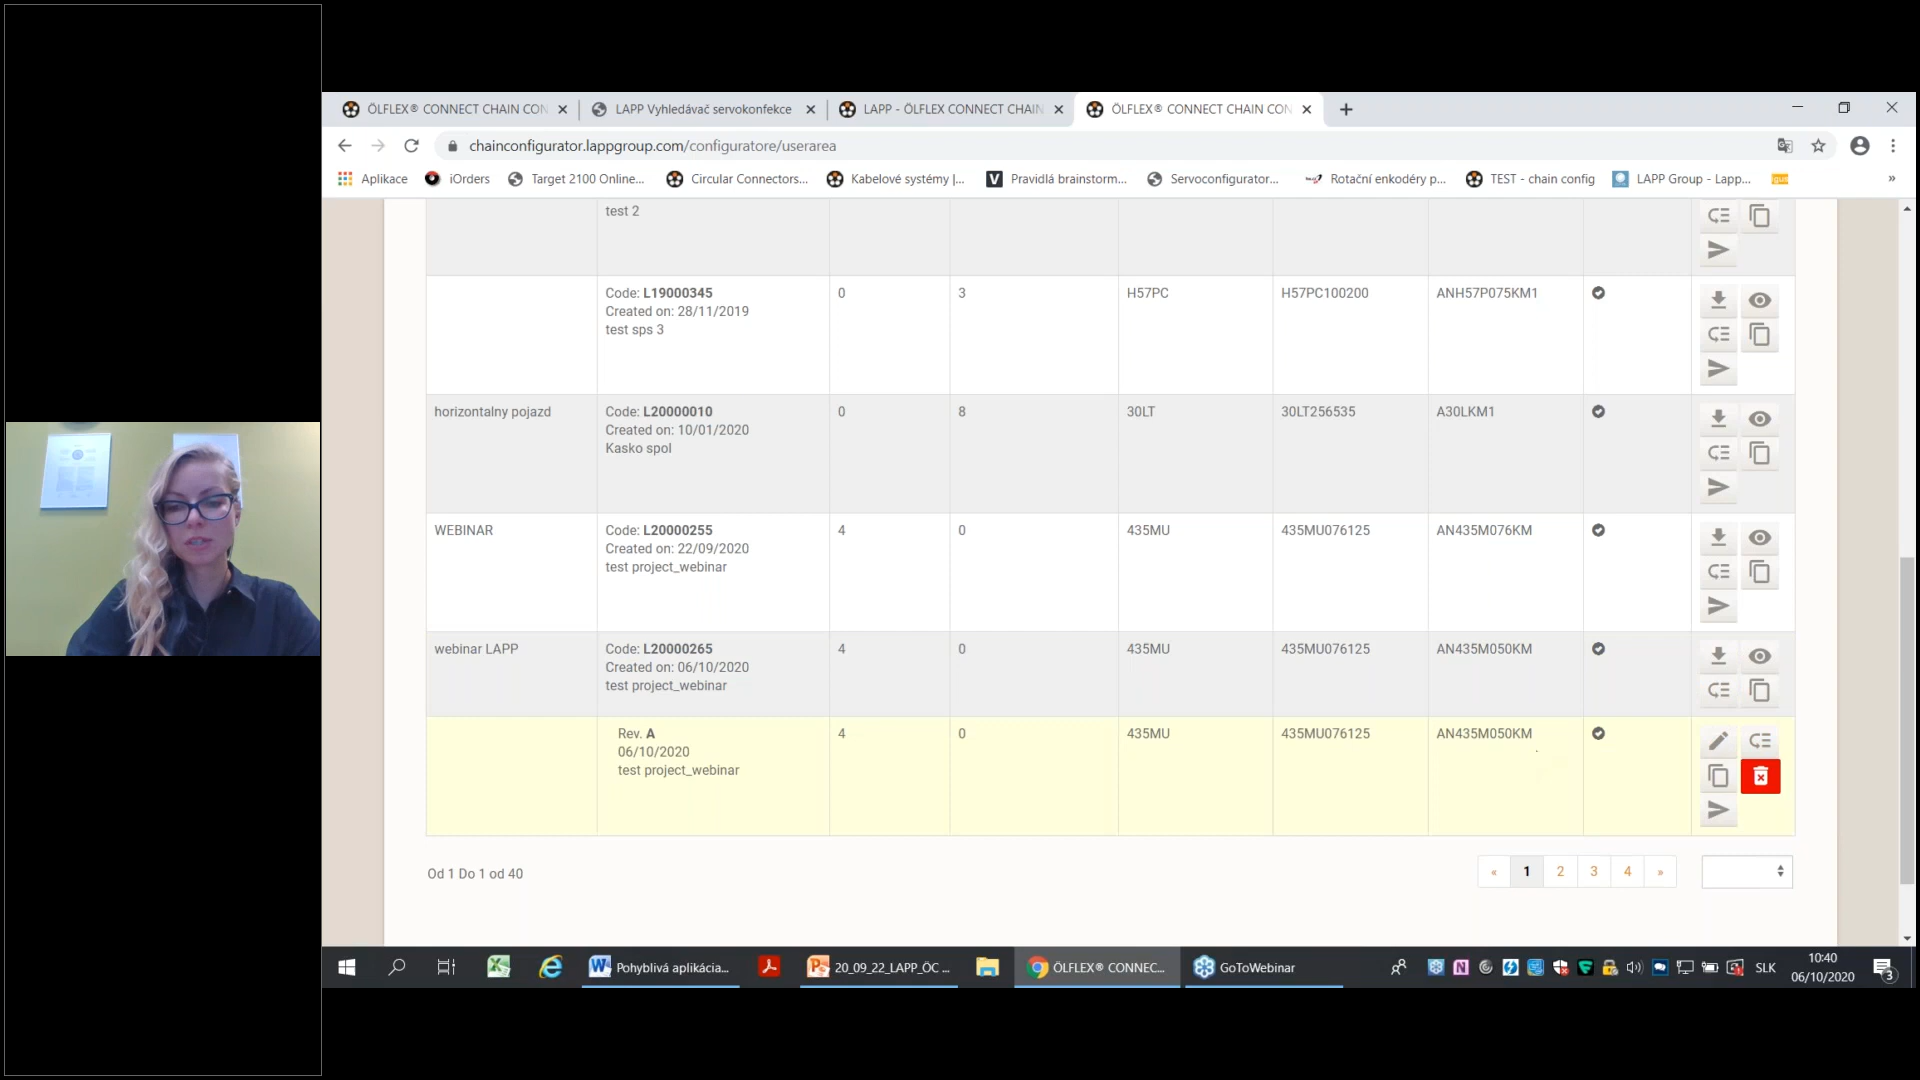 ÖLFLEX® CONNECT CHAIN CON
LAPP Vyhledávač servokonfekce
LAPP - ÖLFLEX CONNECT CHAIN
ÖLFLEX® CONNECT CHAIN CON
chainconfigurator.lappgroup.com/configuratore/userarea
Aplikace
iOrders
Target 2100 Online...
Circular Connectors...
Kabelové systémy |...
Pravidlá brainstorm...
Servoconfigurator...
Rotační enkodéry p...
TEST - chain config
LAPP Group - Lapp...
igus
»
test 2
Code: L19000345 0 3 H57PC H57PC100200 ANH57P075KM1
Created on: 28/11/2019
test sps 3
horizontalny pojazd Code: L20000010 0 8 30LT 30LT256535 A30LKM1
Created on: 10/01/2020
Kasko spol
WEBINAR Code: L20000255 4 0 435MU 435MU076125 AN435M076KM
Created on: 22/09/2020
test project_webinar
webinar LAPP Code: L20000265 4 0 435MU 435MU076125 AN435M050KM
Created on: 06/10/2020
test project_webinar
Rev. A 4 0 435MU 435MU076125 AN435M050KM
06/10/2020
test project_webinar
Od 1 Do 1 od 40
« 1 2 3 4 »
Pohyblivá aplikácia...
20_09_22_LAPP_ÖC ...
ÖLFLEX® CONNEC...
GoToWebinar
SLK
10:40
06/10/2020
3